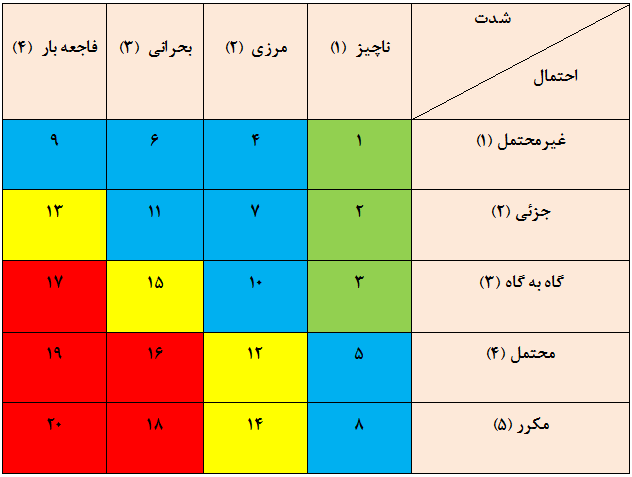 شدت
احتمال
ناچیز (۱)
مرزی (۲)
بحرانی (۳)
فاجعه بار (۴)
غیرمحتمل (۱)
۱
۴
۶
۹
جزئی (۲)
۲
۷
۱۱
۱۳
گاه به گاه (۳)
۳
۱۰
۱۵
۱۷
محتمل (۴)
۵
۱۲
۱۶
۱۹
مکرر (۵)
۸
۱۴
۱۸
۲۰